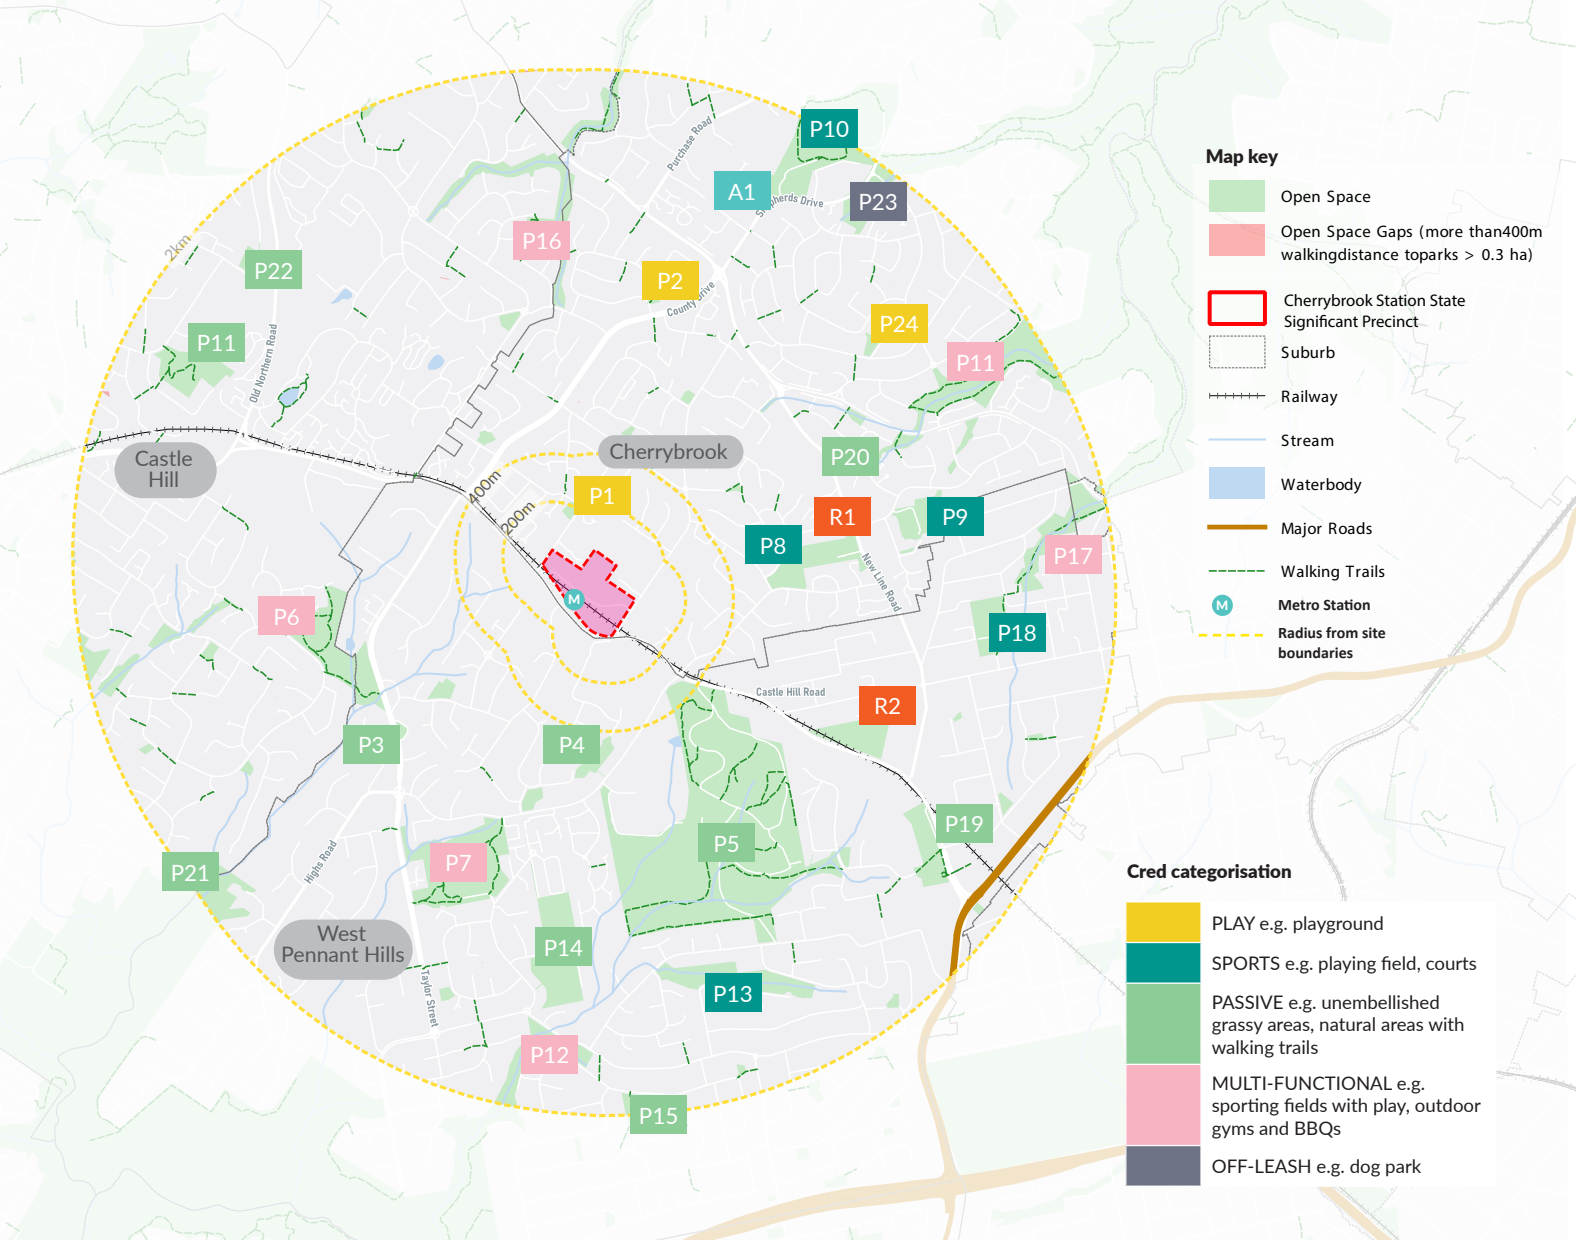 P10
Purchase Road
A1
Shepherds Drive
P23
P16
2km
P22
P2
County Drive
P24
P11
P11
Old Northern Road
Castle
Hill
Cherrybrook
P20
400m
P1
200m
R1
P9
P8
P17
New Line Road
M
P6
P18
Castle Hill Road
R2
P3
P4
P19
P5
P7
P21
Highs Road
West
Pennant Hills
P14
Taylor Street
P13
P12
P15
Map key
Open Space
Open Space Gaps (more than400m
walkingdistance toparks > 0.3 ha)
Cherrybrook Station State
Significant Precinct
Suburb
Railway
Stream
Waterbody
Major Roads
Walking Trails
M
Metro Station
Radius from site
boundaries
Cred categorisation
PLAY e.g. playground
SPORTS e.g. playing field, courts
PASSIVE e.g. unembellished
grassy areas, natural areas with
walking trails
MULTI-FUNCTIONAL e.g.
sporting fields with play, outdoor
gyms and BBQs
OFF-LEASH e.g. dog park